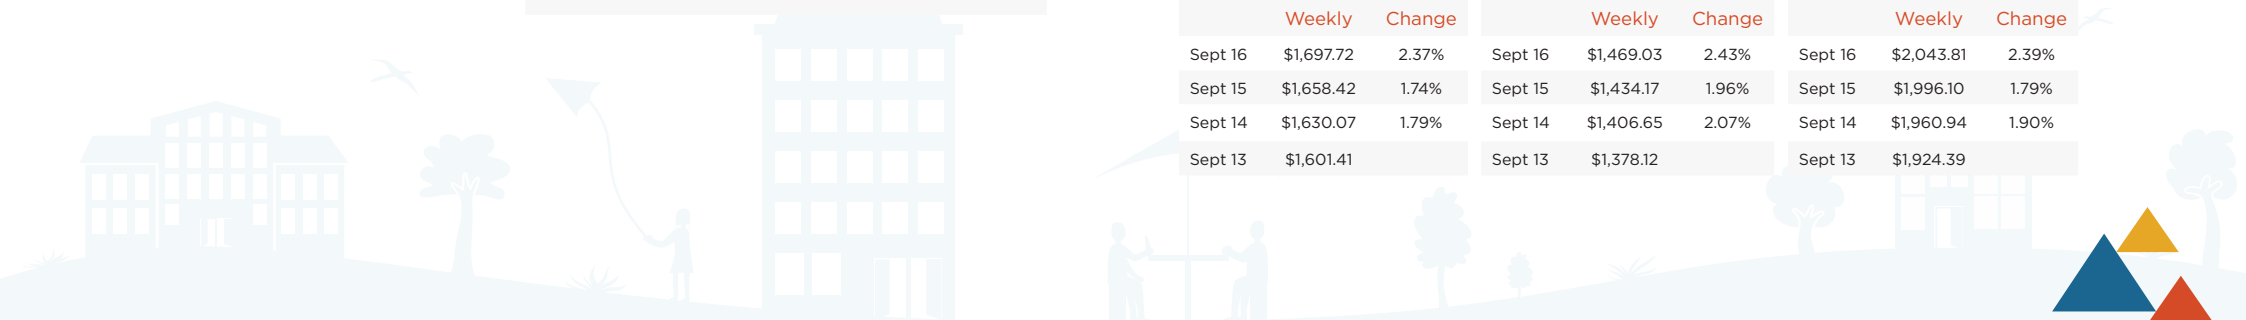 Weekly Change Weekly Change Weekly Change
Sept 16 $1,697.72 2.37% Sept 16 $1,469.03 2.43% Sept 16 $2,043.81 2.39%
Sept 15 $1,658.42 1.74% Sept 15 $1,434.17 1.96% Sept 15 $1,996.10 1.79%
Sept 14 $1,630.07 1.79% Sept 14 $1,406.65 2.07% Sept 14 $1,960.94 1.90%
Sept 13 $1,601.41 Sept 13 $1,378.12 Sept 13 $1,924.39